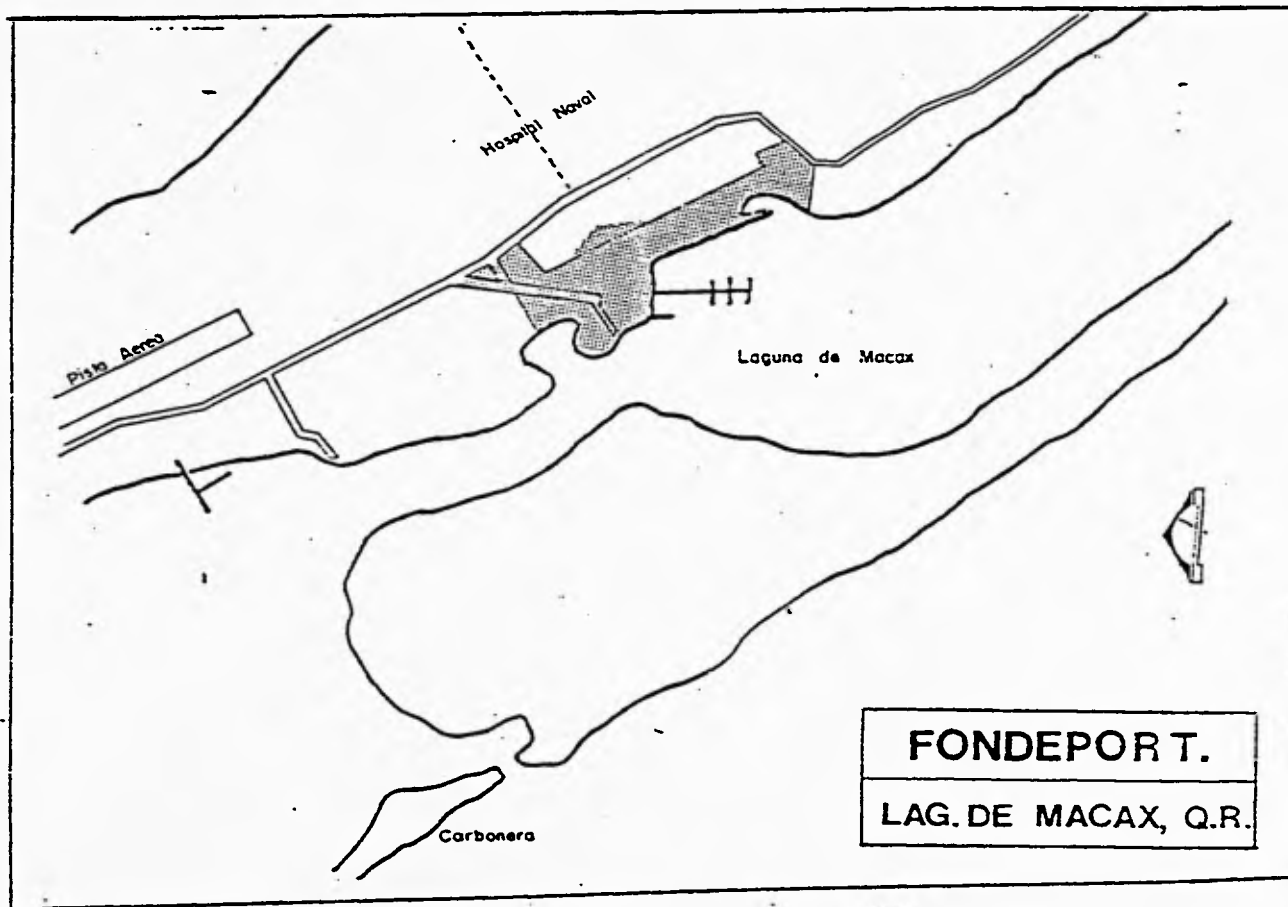 Hospital Naval
Pista Aerea
Laguna de Macax
Carbonera
FONDEPORT.
LAG. DE MACAX, Q.R.